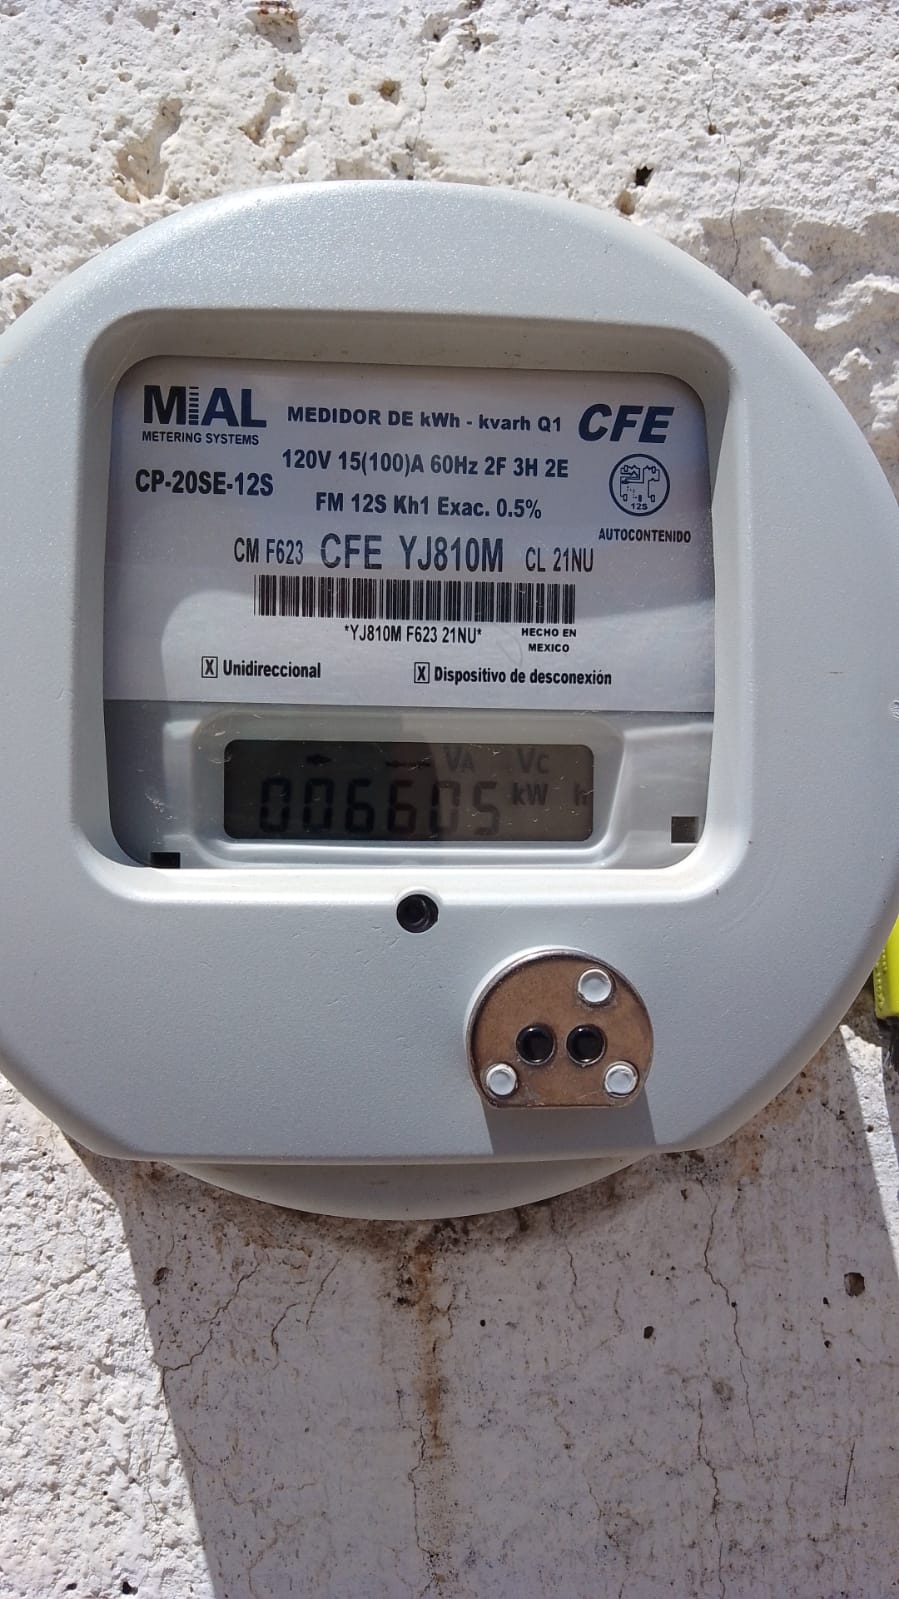 MIAL
METERING SYSTEMS
MEDIDOR DE kWh - kvarh Q1
CFE
120V 15(100)A 60Hz 2F 3H 2E
CP-20SE-12S
FM 12S Kh1 Exac. 0.5%
12S
AUTOCONTENIDO
CM F623 CFE YJ810M CL 21NU
*YJ810M F623 21NU*
HECHO EN
MEXICO
X Unidireccional
X Dispositivo de desconexión
VA VC
006605 kW h